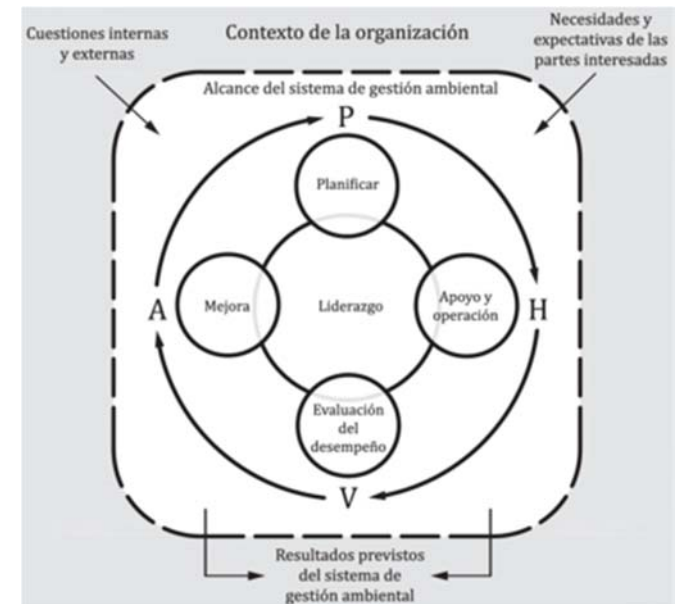 Cuestiones internas
y externas
Contexto de la organización
Necesidades y
expectativas de las
partes interesadas
Alcance del sistema de gestión ambiental
P
Planificar
A
Mejora
Liderazgo
Apoyo y
operación
H
Evaluación
del
desempeño
V
Resultados previstos
del sistema de
gestión ambiental